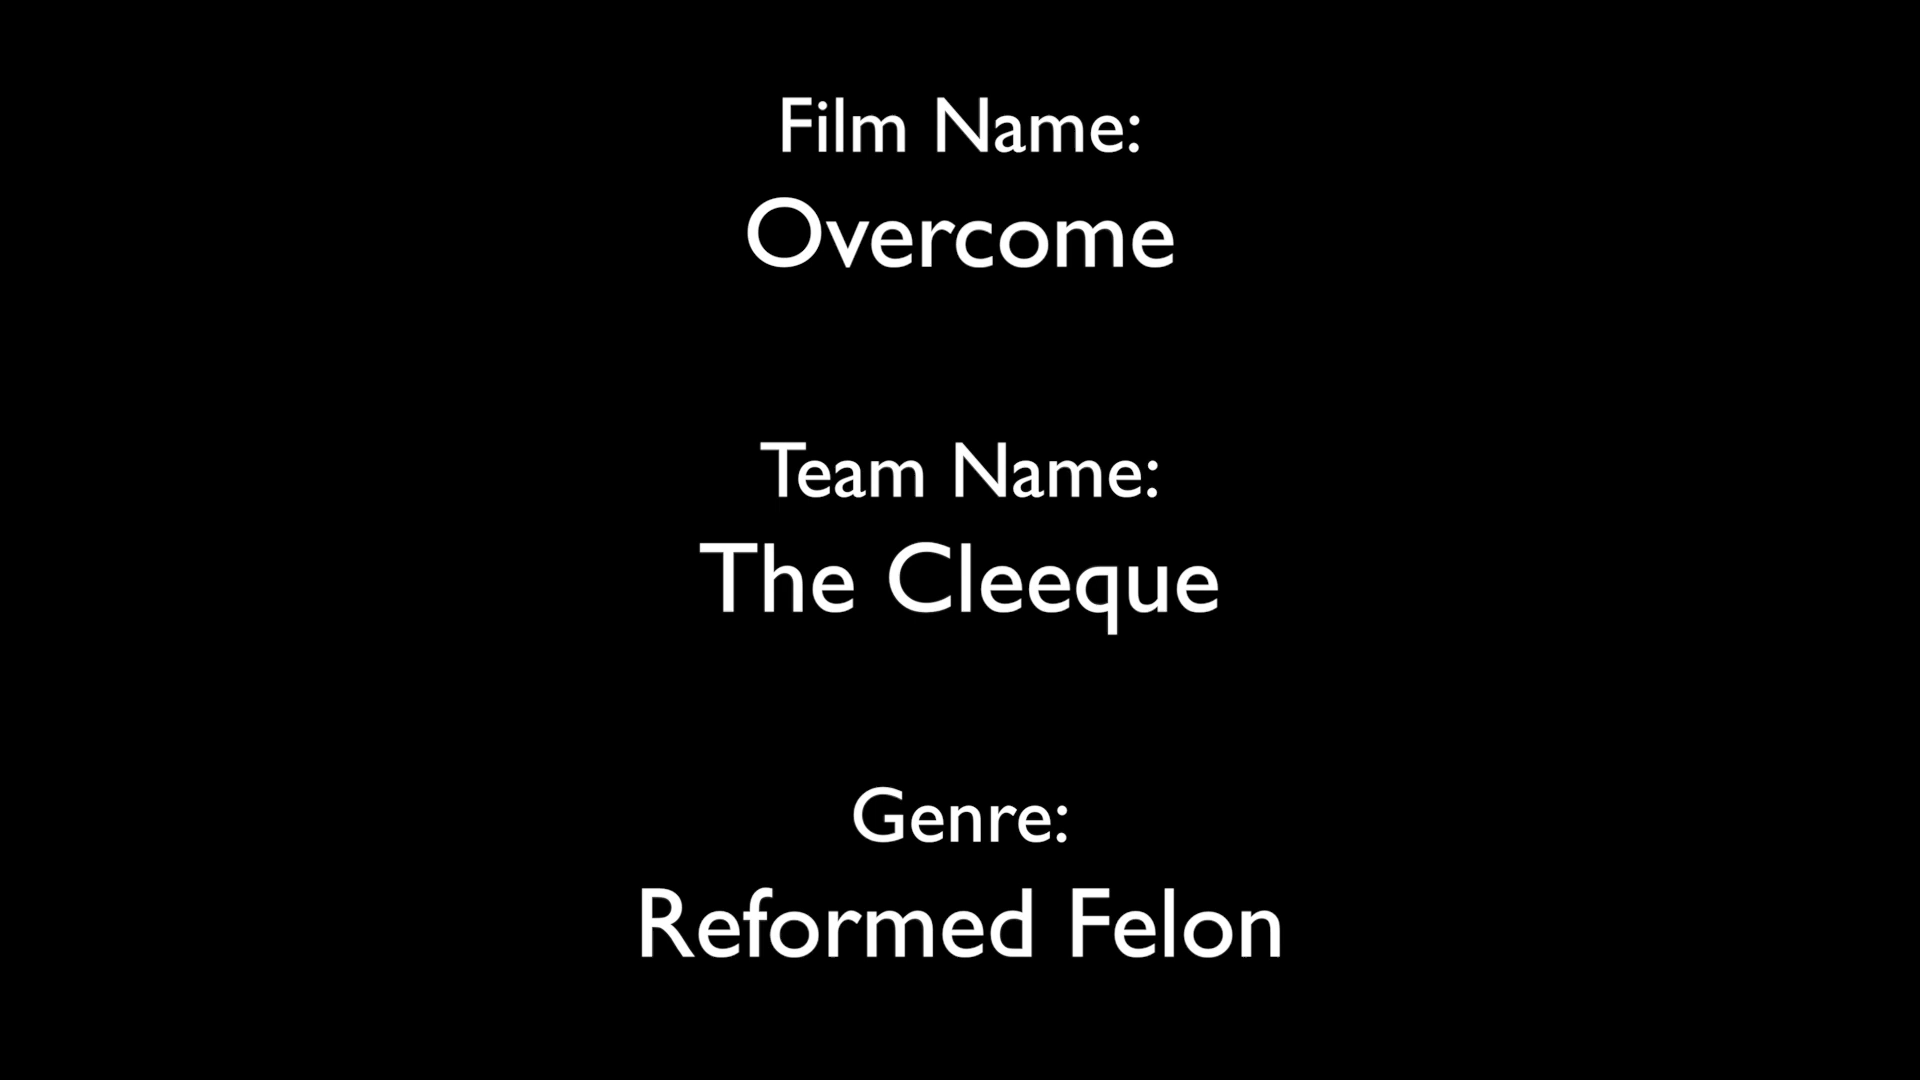 Film Name:
Overcome
Team Name:
The Cleeque
Genre:
Reformed Felon